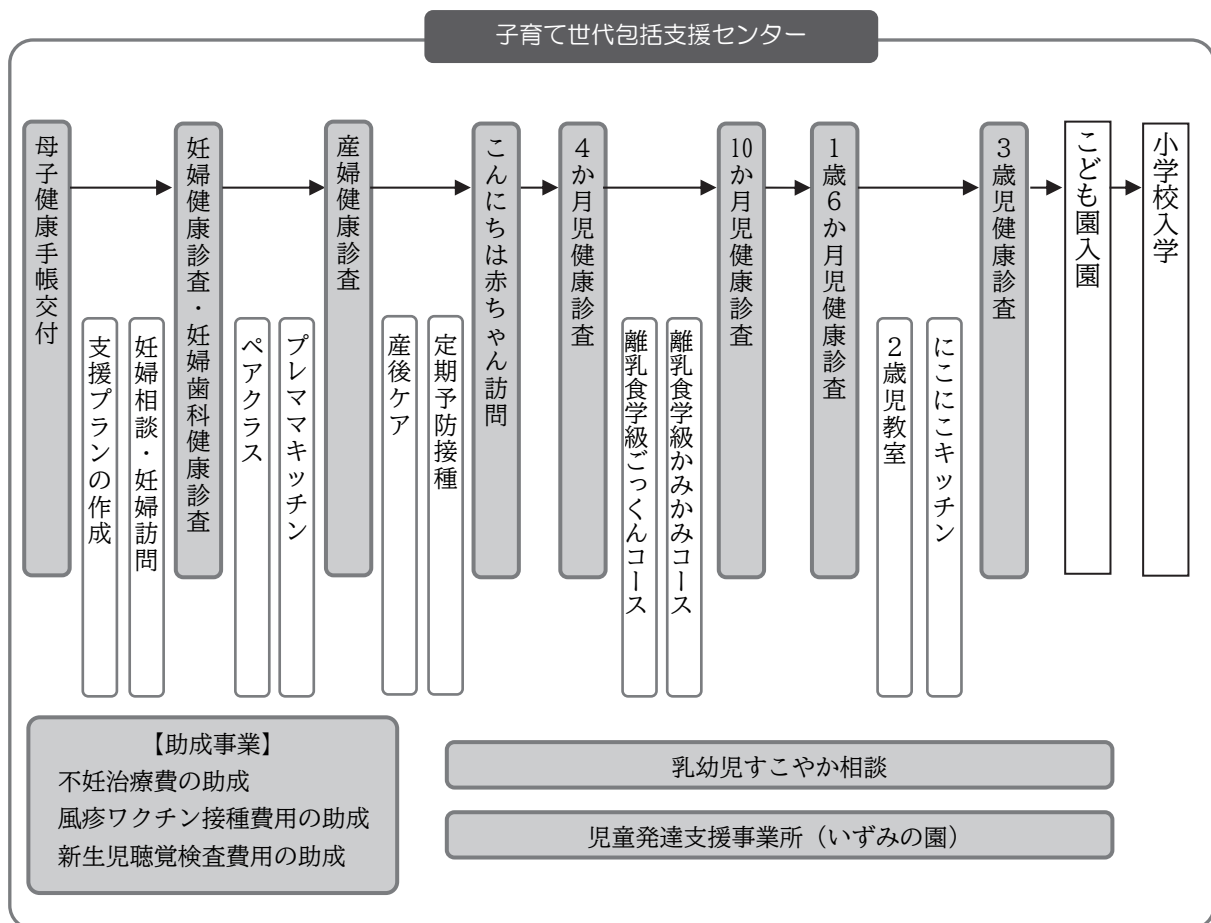 子育て世代包括支援センター
母子健康手帳交付
支援プランの作成
妊婦相談・妊婦訪問
妊婦健康診査・妊婦歯科健康診査
ペアクラス
プレママキッチン
産婦健康診査
産後ケア
定期予防接種
こんにちは赤ちゃん訪問
4か月児健康診査
離乳食学級ごっくんコース
離乳食学級かみかみコース
10か月児健康診査
1歳6か月児健康診査
2歳児教室
にこにこキッチン
3歳児健康診査
こども園入園
小学校入学
【助成事業】
不妊治療費の助成
風疹ワクチン接種費用の助成
新生児聴覚検査費用の助成
乳幼児すこやか相談
児童発達支援事業所（いずみの園）